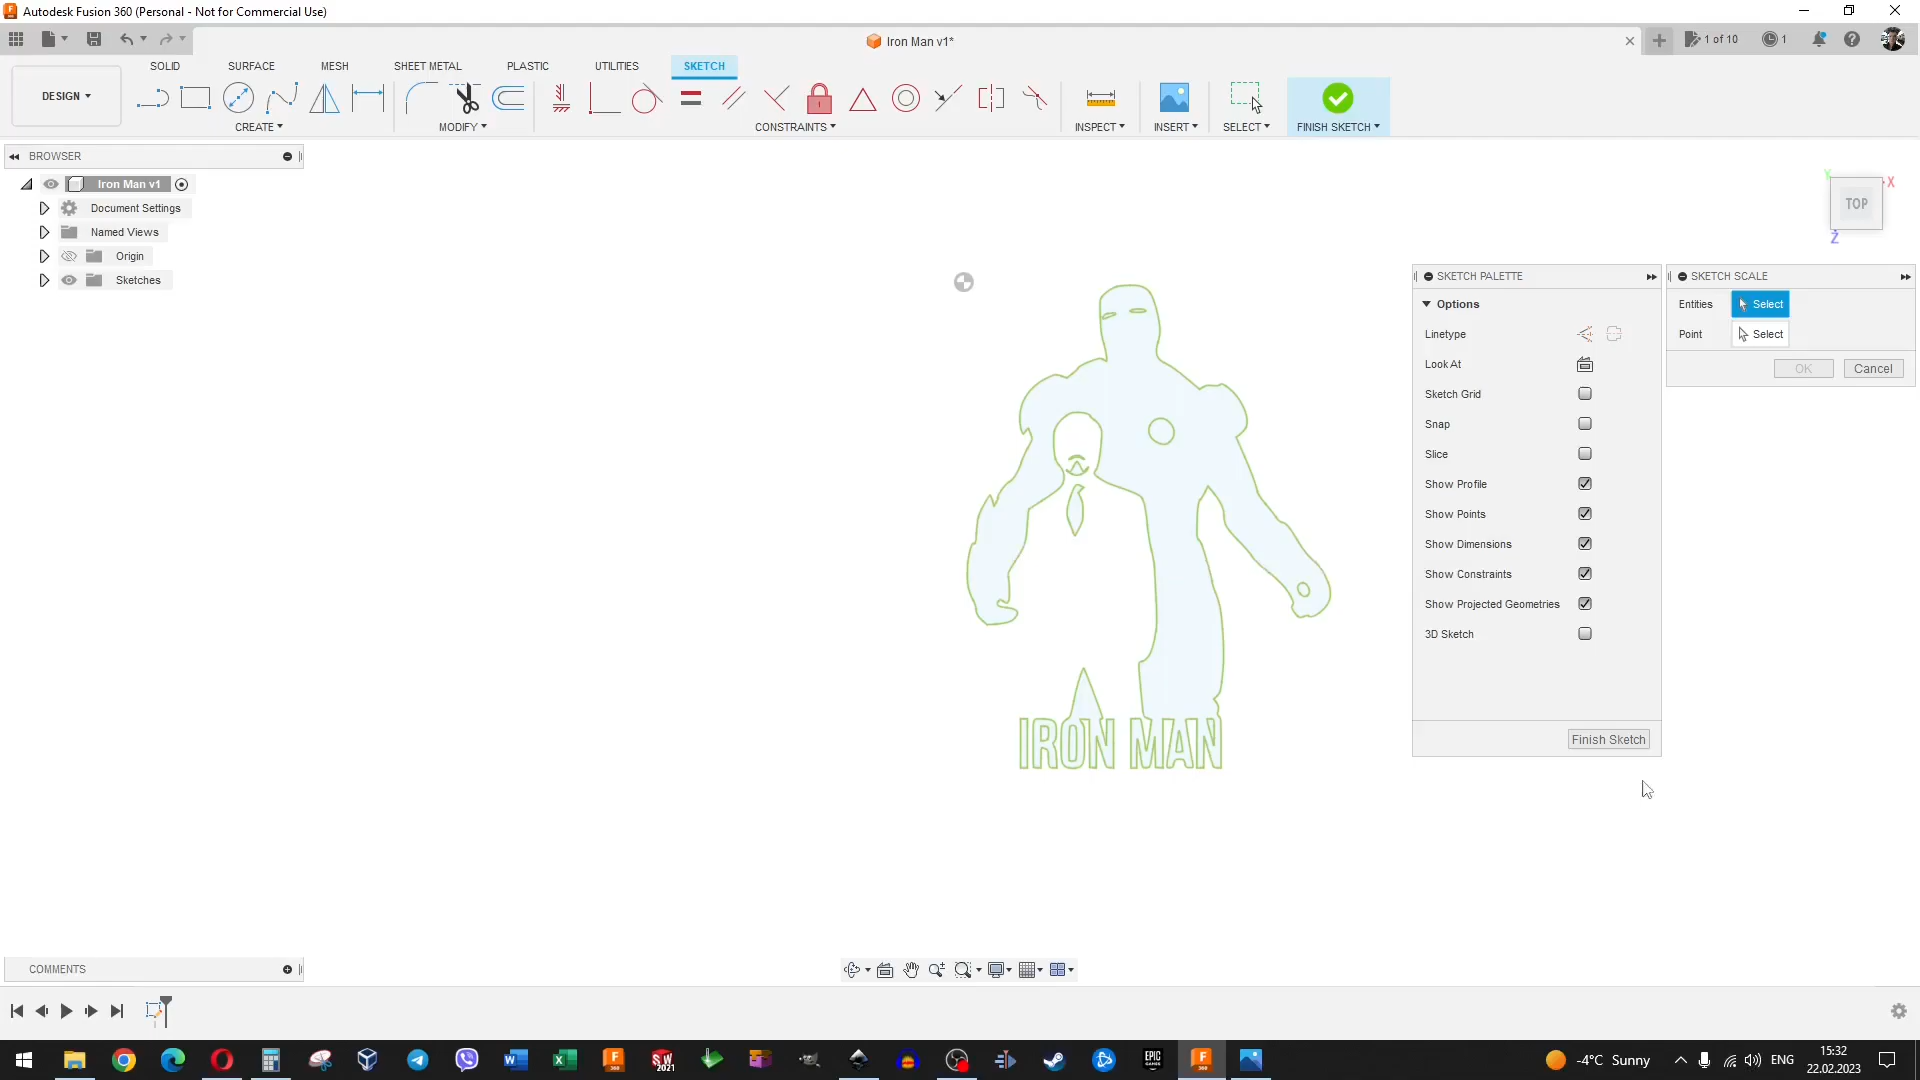 Autodesk Fusion 360 (Personal - Not for Commercial Use)
Iron Man v1*
1 of 10
1
DESIGN
SOLID
SURFACE
MESH
SHEET METAL
PLASTIC
UTILITIES
SKETCH
CREATE
MODIFY
CONSTRAINTS
INSPECT
INSERT
SELECT
FINISH SKETCH
BROWSER
Iron Man v1
Document Settings
Named Views
Origin
Sketches
Y
X
TOP
Z
SKETCH PALETTE
Options
Linetype
Look At
Sketch Grid
Snap
Slice
Show Profile
Show Points
Show Dimensions
Show Constraints
Show Projected Geometries
3D Sketch
Finish Sketch
SKETCH SCALE
Entities
Select
Point
Select
OK
Cancel
IRON MAN
COMMENTS
-4°C Sunny
ENG
15:32
22.02.2023